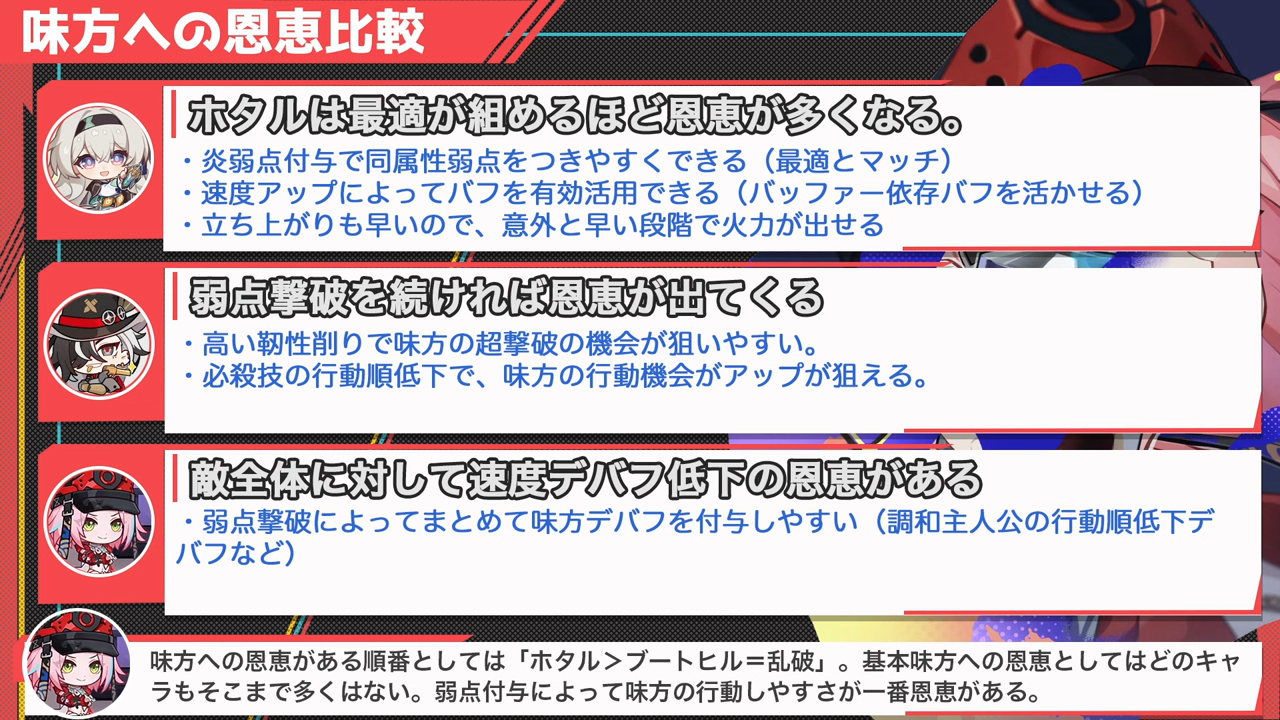 味方への恩恵比較
ホタルは最適が組めるほど恩恵が多くなる。
・炎弱点付与で同属性弱点をつきやすくできる（最適とマッチ）
・速度アップによってバフを有効活用できる（バッファー依存バフを活かせる）
・立ち上がりも早いので、意外と早い段階で火力が出せる
弱点撃破を続ければ恩恵が出てくる
・高い靭性削りで味方の超撃破の機会が狙いやすい。
・必殺技の行動順低下で、味方の行動機会がアップが狙える。
敵全体に対して速度デバフ低下の恩恵がある
・弱点撃破によってまとめて味方デバフを付与しやすい（調和主人公の行動順低下デ
バフなど）
味方への恩恵がある順番としては「ホタル＞ブートヒル＝乱破」。基本味方への恩恵としてはどのキャ
ラもそこまで多くはない。弱点付与によって味方の行動しやすさが一番恩恵がある。